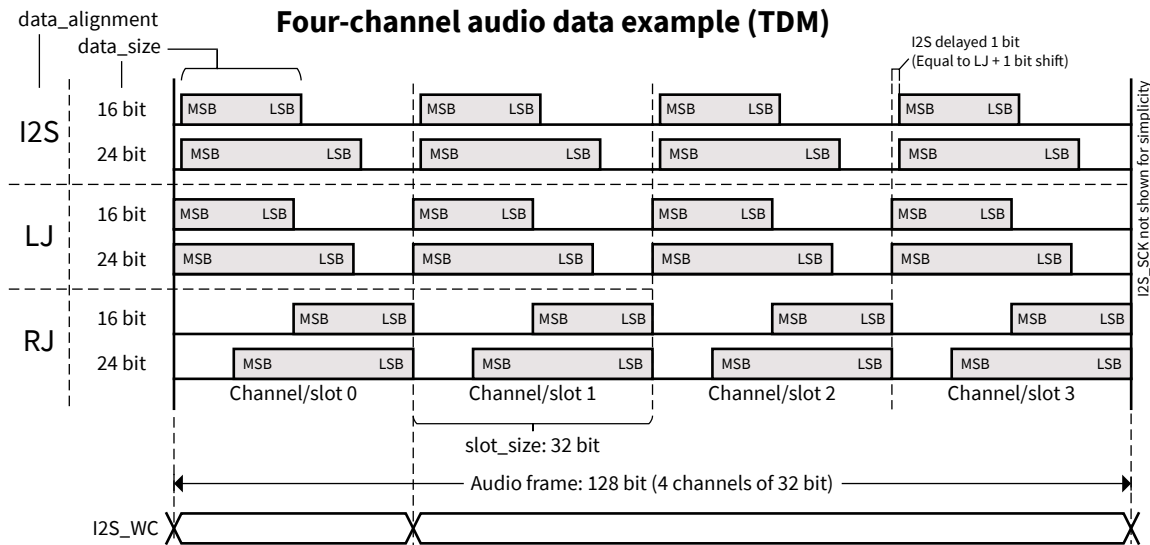 Four-channel audio data example (TDM)
data_alignment
data_size
I2S delayed 1 bit
(Equal to LJ + 1 bit shift)
I2S
16 bit
MSB LSB MSB LSB MSB LSB MSB LSB
24 bit
MSB LSB MSB LSB MSB LSB MSB LSB
LJ
16 bit
MSB LSB MSB LSB MSB LSB MSB LSB
24 bit
MSB LSB MSB LSB MSB LSB MSB LSB
RJ
16 bit
MSB LSB MSB LSB MSB LSB MSB LSB
24 bit
MSB LSB MSB LSB MSB LSB MSB LSB
I2S_SCK not shown for simplicity
Channel/slot 0 Channel/slot 1 Channel/slot 2 Channel/slot 3
slot_size: 32 bit
Audio frame: 128 bit (4 channels of 32 bit)
I2S_WC